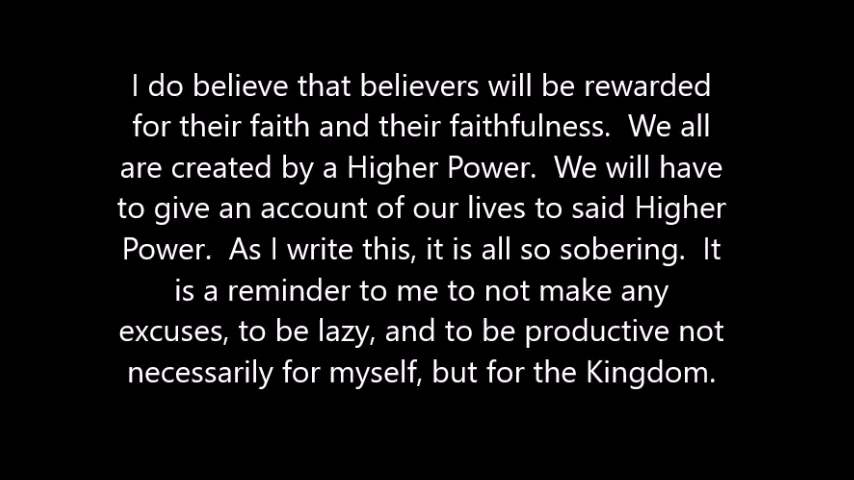 I do believe that believers will be rewarded
for their faith and their faithfulness.  We all
are created by a Higher Power.  We will have
to give an account of our lives to said Higher
Power.  As I write this, it is all so sobering.  It
is a reminder to me to not make any
excuses, to be lazy, and to be productive not
necessarily for myself, but for the Kingdom.